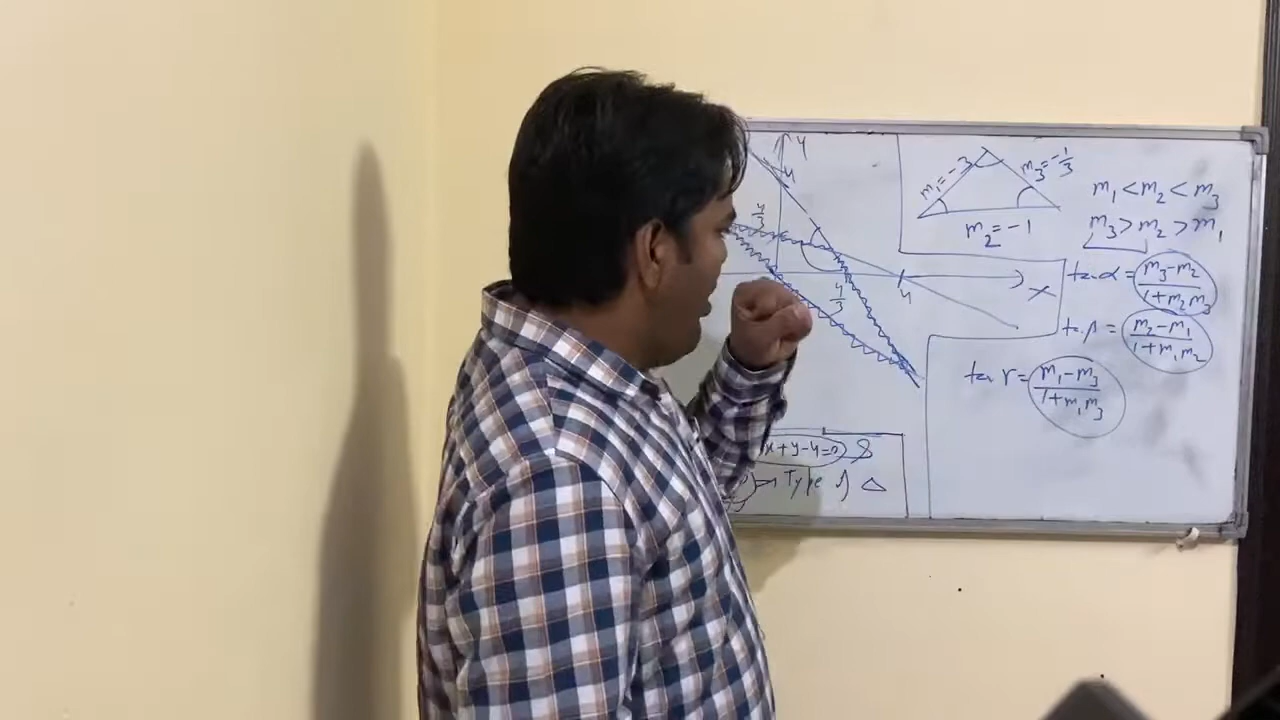 y
4
4/3
4/3
4
x
m₁=-3
m₃=-1/3
m₂=-1
m₁<m₂<m₃
m₃>m₂>m₁
tan α = (m₃-m₂)/(1+m₂m₃)
tan β = (m₂-m₁)/(1+m₁m₂)
tan r = (m₁-m₃)/(1+m₁m₃)
x+y-4=0 &
Type of △